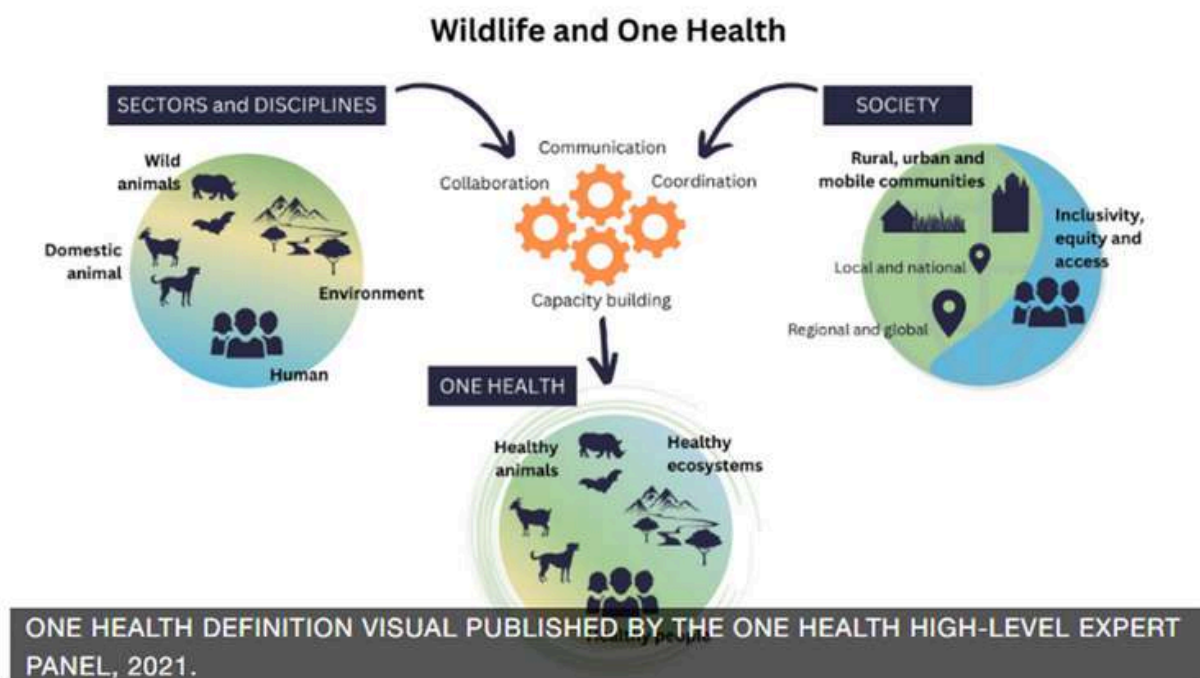 Wildlife and One Health
SECTORS and DISCIPLINES
SOCIETY
Communication
Collaboration
Coordination
Capacity building
Wild
animals
Domestic
animal
Environment
Human
Rural, urban and
mobile communities
Inclusivity,
equity and
access
Local and national
Regional and global
ONE HEALTH
Healthy
animals
Healthy
ecosystems
Healthy people
ONE HEALTH DEFINITION VISUAL PUBLISHED BY THE ONE HEALTH HIGH-LEVEL EXPERT
PANEL, 2021.